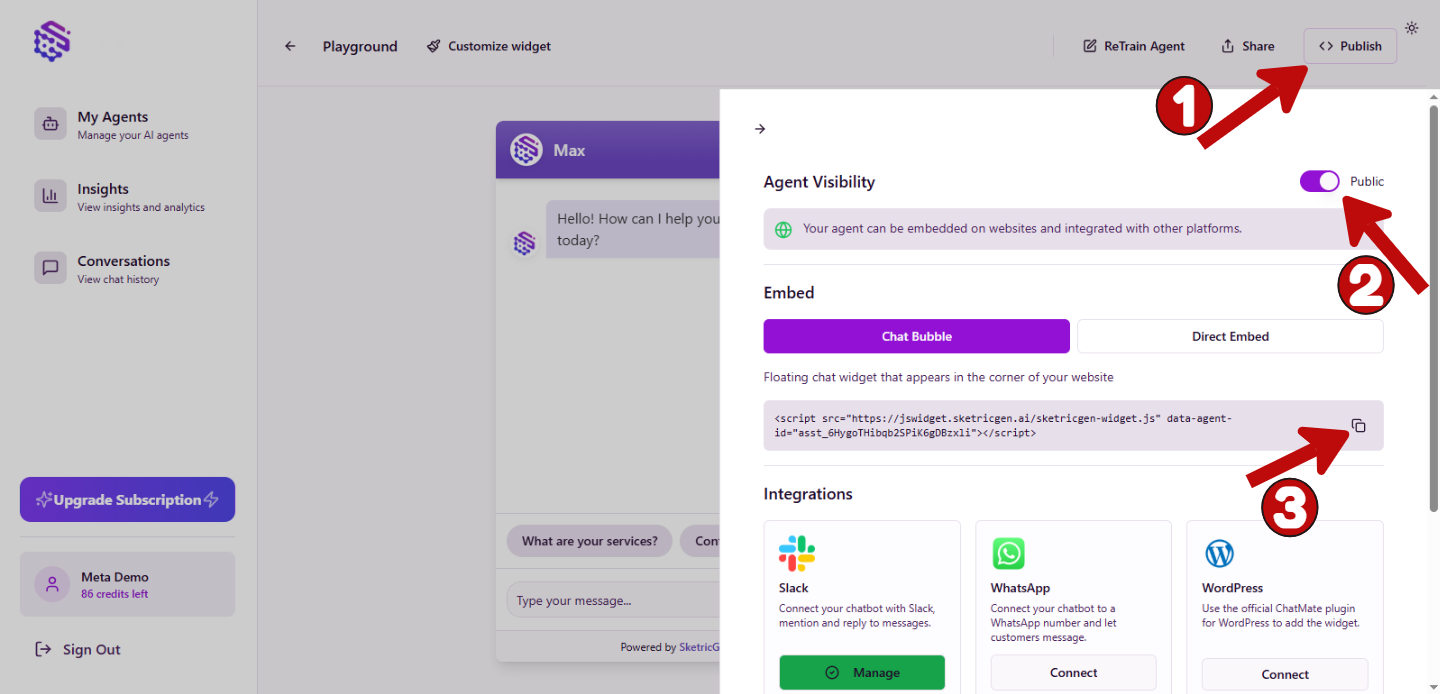 Playground
Customize widget
ReTrain Agent
Share
<> Publish
My Agents
Manage your AI agents
Insights
View insights and analytics
Conversations
View chat history
Upgrade Subscription
Meta Demo
86 credits left
Sign Out
Max
Hello! How can I help you
today?
What are your services?
Con
Type your message...
Powered by SketricG
1
Agent Visibility
Public
Your agent can be embedded on websites and integrated with other platforms.
2
Embed
Chat Bubble
Direct Embed
Floating chat widget that appears in the corner of your website
<script src="https://jswidget.sketricgen.ai/sketricgen-widget.js" data-agent-
id="asst_6HygoTHibqb2SPiK6gDBzxli"></script>
3
Integrations
Slack
Connect your chatbot with Slack,
mention and reply to messages.
Manage
WhatsApp
Connect your chatbot to a
WhatsApp number and let
customers message.
Connect
WordPress
Use the official ChatMate plugin
for WordPress to add the widget.
Connect